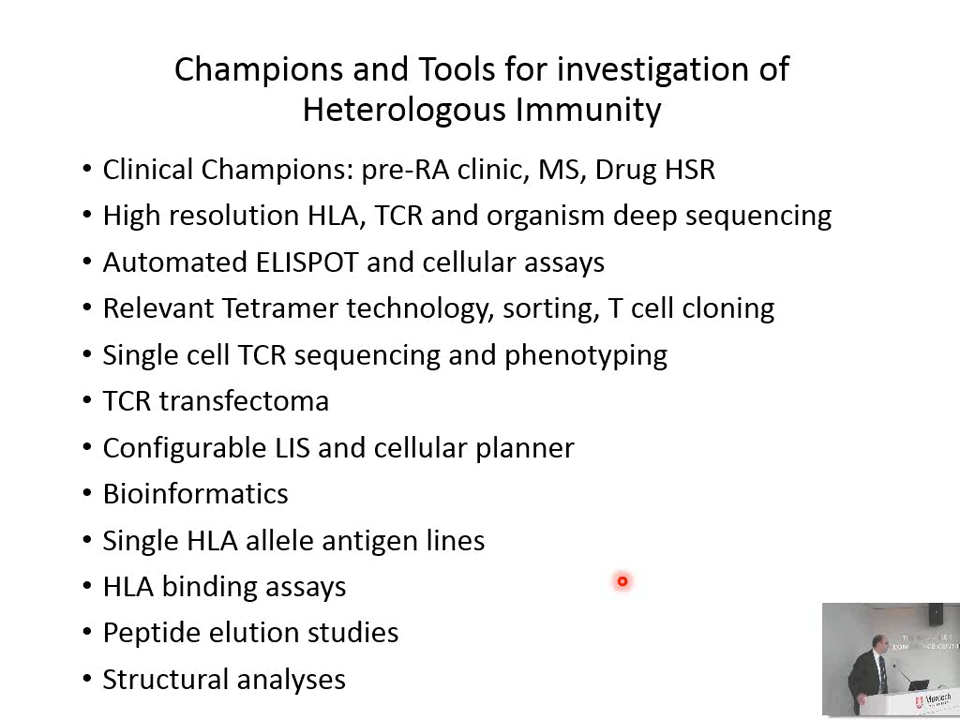 Champions and Tools for investigation of
Heterologous Immunity
• Clinical Champions: pre-RA clinic, MS, Drug HSR
• High resolution HLA, TCR and organism deep sequencing
• Automated ELISPOT and cellular assays
• Relevant Tetramer technology, sorting, T cell cloning
• Single cell TCR sequencing and phenotyping
• TCR transfectoma
• Configurable LIS and cellular planner
• Bioinformatics
• Single HLA allele antigen lines
• HLA binding assays
• Peptide elution studies
• Structural analyses
Murdoch